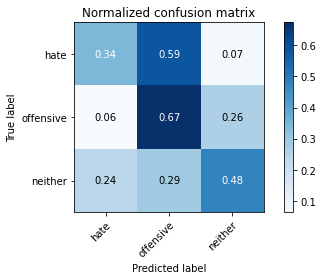 Normalized confusion matrix
True label
hate
0.34 0.59 0.07
offensive
0.06 0.67 0.26
neither
0.24 0.29 0.48
hate offensive neither
Predicted label
0.6
0.5
0.4
0.3
0.2
0.1